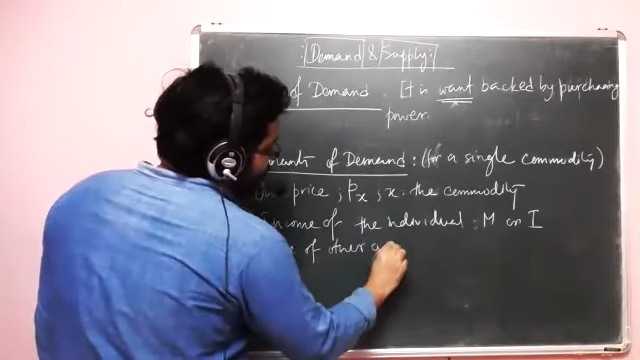 :Demand & Supply:
of Demand. It is want backed by purchasing
power.
of Demand: (for a single commodity)
price; Px; x: the commodity
Income of the individual: M or I
of other